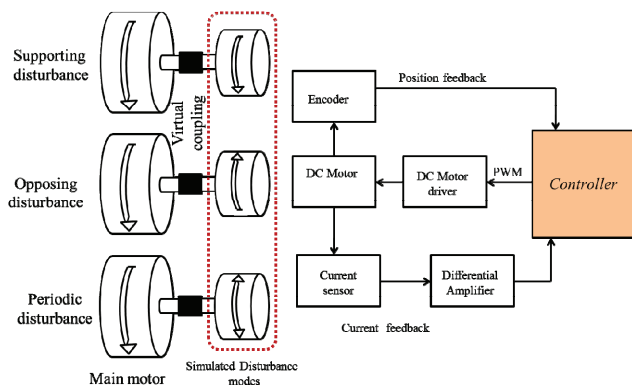 Supporting
disturbance
Opposing
disturbance
Periodic
disturbance
Main motor
Virtual
coupling
Simulated Disturbance
modes
Position feedback
Encoder
DC Motor
DC Motor
driver
PWM
Controller
Current
sensor
Differential
Amplifier
Current feedback